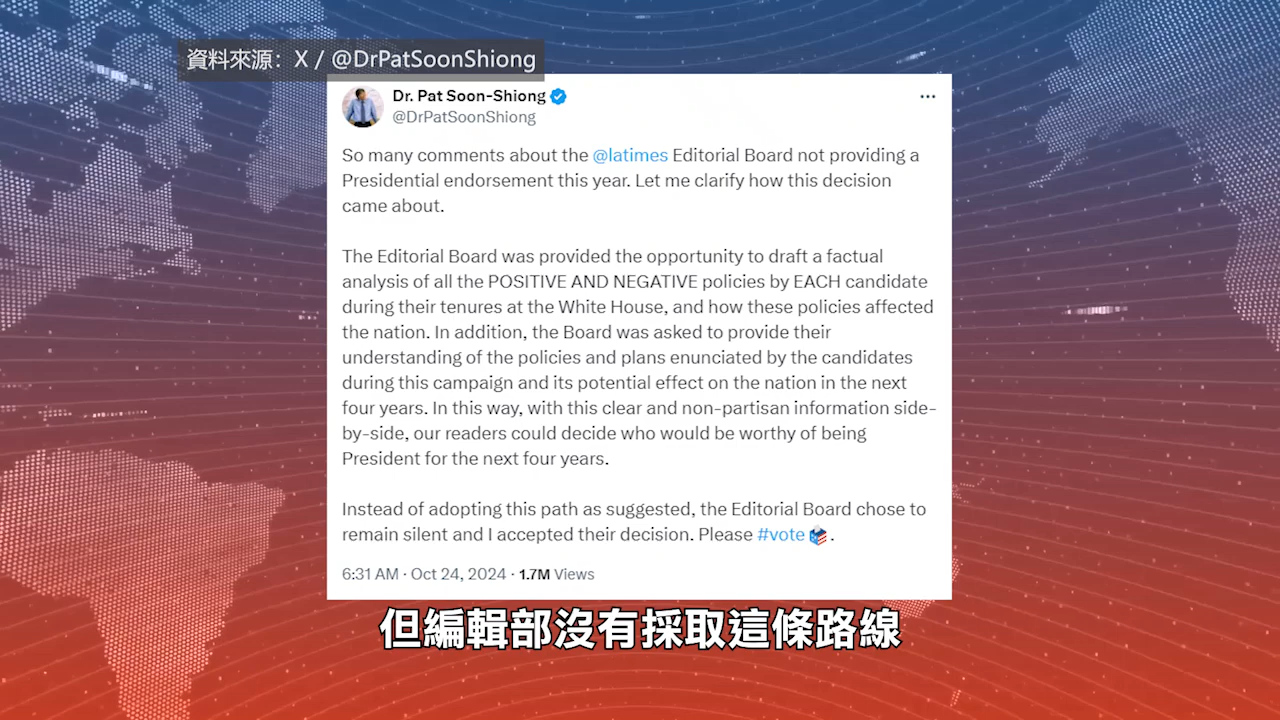 資料來源：X / @DrPatSoonShiong
Dr. Pat Soon-Shiong
@DrPatSoonShiong
So many comments about the @latimes Editorial Board not providing a
Presidential endorsement this year. Let me clarify how this decision
came about.
The Editorial Board was provided the opportunity to draft a factual
analysis of all the POSITIVE AND NEGATIVE policies by EACH candidate
during their tenures at the White House, and how these policies affected
the nation. In addition, the Board was asked to provide their
understanding of the policies and plans enunciated by the candidates
during this campaign and its potential effect on the nation in the next
four years. In this way, with this clear and non-partisan information side-
by-side, our readers could decide who would be worthy of being
President for the next four years.
Instead of adopting this path as suggested, the Editorial Board chose to
remain silent and I accepted their decision. Please #vote 🗳️.
6:31 AM · Oct 24, 2024 · 1.7M Views
但編輯部沒有採取這條路線